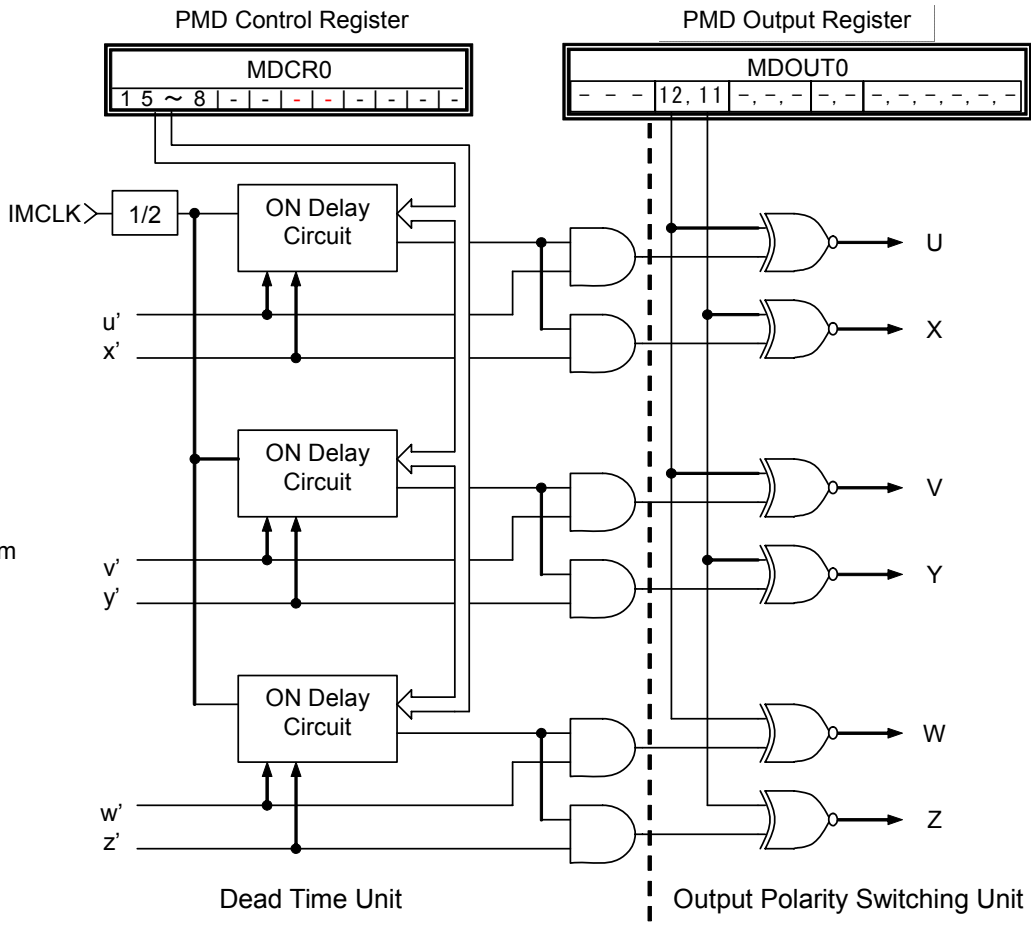 PMD Control Register
PMD Output Register
MDCR0
15～8 - - - - - - - -
MDOUT0
- - - 12, 11 -, -, - -, - -, -, -, -, -, -
IMCLK
1/2
ON Delay
Circuit
U
u'
X
x'
ON Delay
Circuit
V
m
v'
Y
y'
ON Delay
Circuit
W
w'
Z
z'
Dead Time Unit
Output Polarity Switching Unit